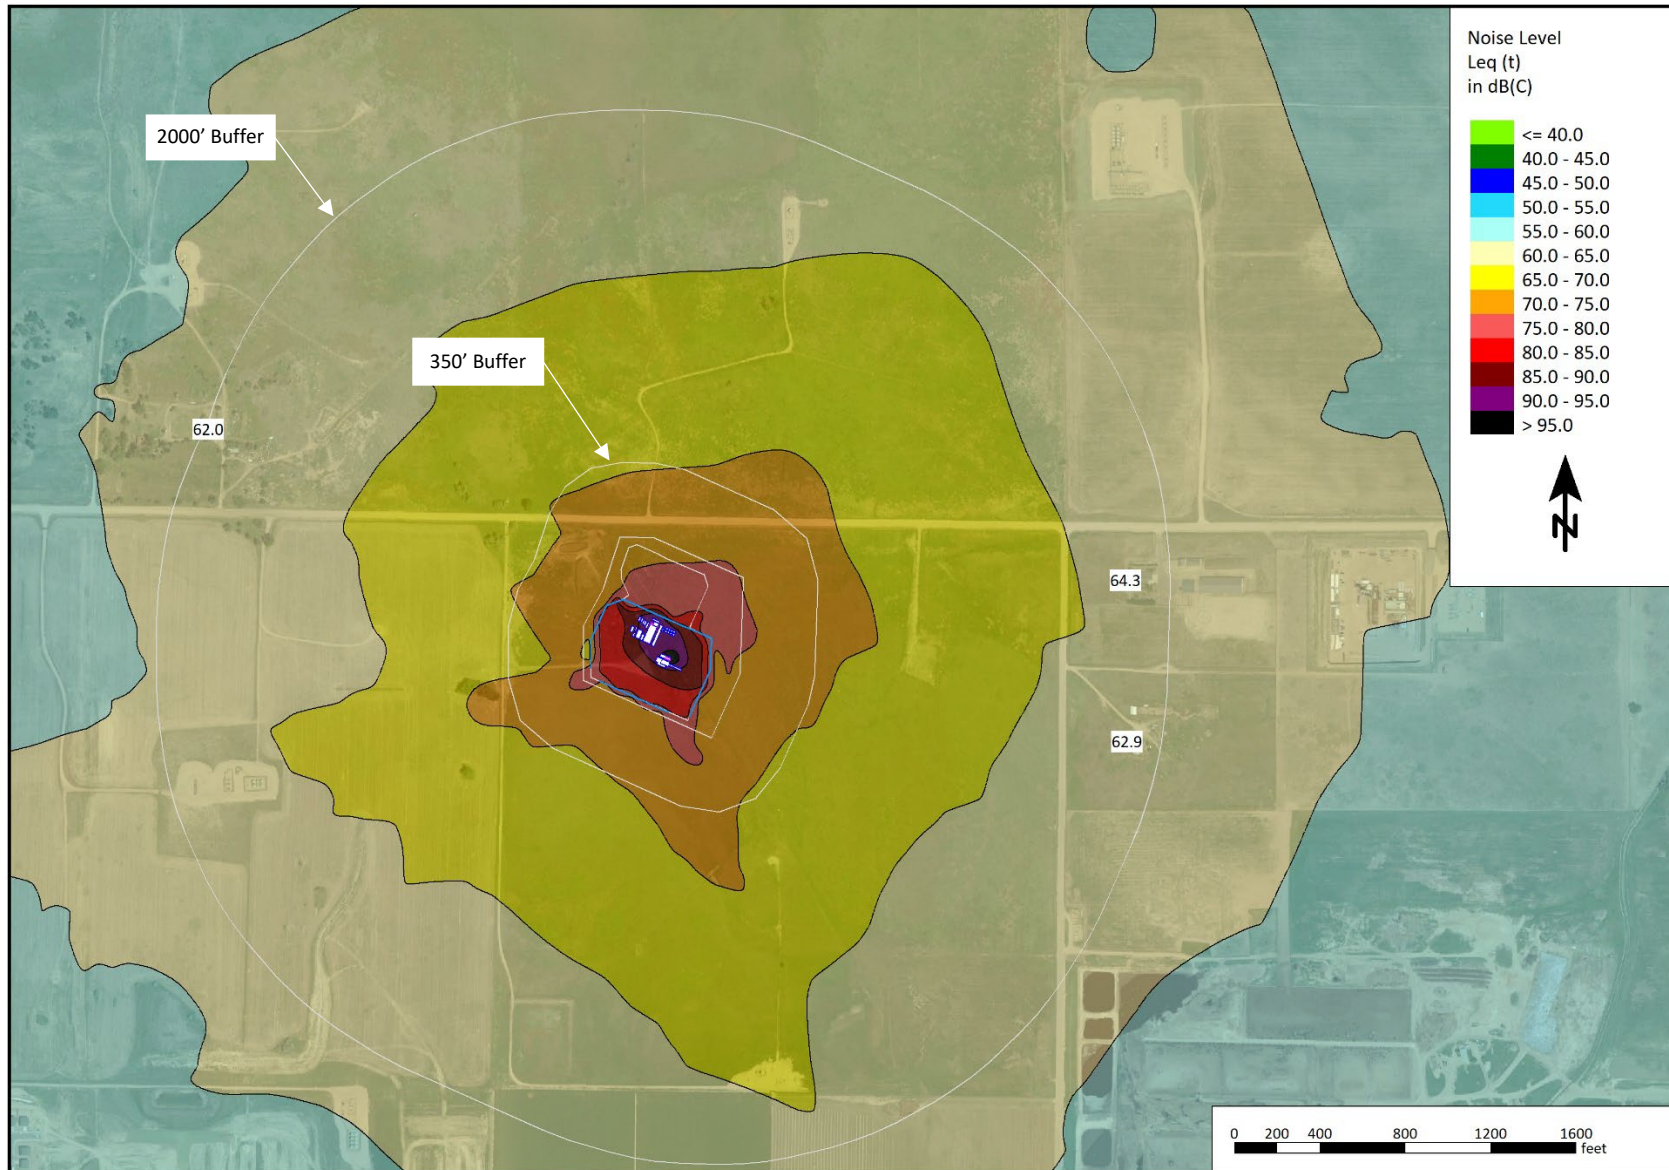 Noise Level
Leq (t)
in dB(C)
<= 40.0
40.0 - 45.0
45.0 - 50.0
50.0 - 55.0
55.0 - 60.0
60.0 - 65.0
65.0 - 70.0
70.0 - 75.0
75.0 - 80.0
80.0 - 85.0
85.0 - 90.0
90.0 - 95.0
> 95.0
N
2000’ Buffer
350’ Buffer
62.0
64.3
62.9
0 200 400 800 1200 1600
feet